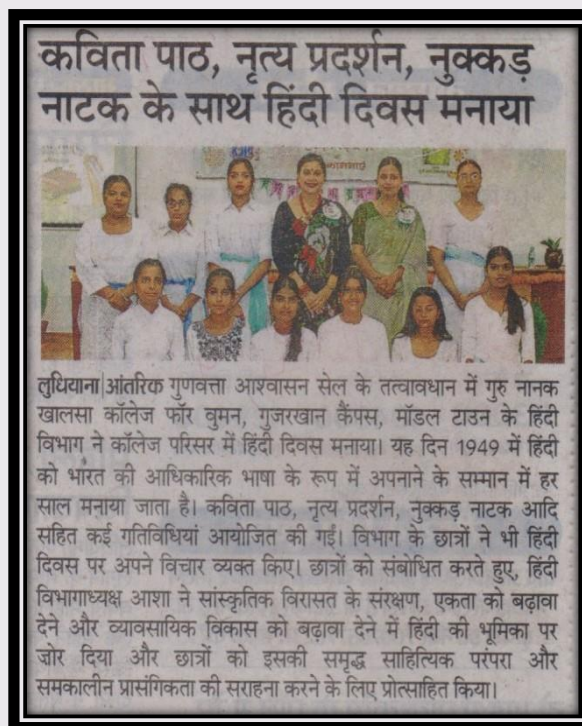 कविता पाठ, नृत्य प्रदर्शन, नुक्कड़
नाटक के साथ हिंदी दिवस मनाया
लुधियाना|आंतरिक गुणवत्ता आश्वासन सेल के तत्वावधान में गुरु नानक
खालसा कॉलेज फॉर वुमन, गुजरखान कैंपस, मॉडल टाउन के हिंदी
विभाग ने कॉलेज परिसर में हिंदी दिवस मनाया। यह दिन 1949 में हिंदी
को भारत की आधिकारिक भाषा के रूप में अपनाने के सम्मान में हर
साल मनाया जाता है। कविता पाठ, नृत्य प्रदर्शन, नुक्कड़ नाटक आदि
सहित कई गतिविधियां आयोजित की गईं। विभाग के छात्रों ने भी हिंदी
दिवस पर अपने विचार व्यक्त किए। छात्रों को संबोधित करते हुए, हिंदी
विभागाध्यक्ष आशा ने सांस्कृतिक विरासत के संरक्षण, एकता को बढ़ावा
देने और व्यावसायिक विकास को बढ़ावा देने में हिंदी की भूमिका पर
जोर दिया और छात्रों को इसकी समृद्ध साहित्यिक परंपरा और
समकालीन प्रासंगिकता की सराहना करने के लिए प्रोत्साहित किया।